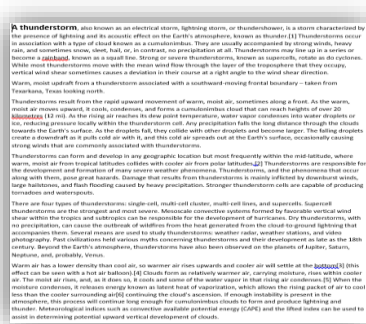 A thunderstorm, also known as an electrical storm, lightning storm, or thundershower, is a storm characterized by
the presence of lightning and its acoustic effect on the Earth's atmosphere, known as thunder.[1] Thunderstorms occur
in association with a type of cloud known as a cumulonimbus. They are usually accompanied by strong winds, heavy
rain, and sometimes snow, sleet, hail, or, in contrast, no precipitation at all. Thunderstorms may line up in a series or
become a rainband, known as a squall line. Strong or severe thunderstorms, known as supercells, rotate as do cyclones.
While most thunderstorms move with the mean wind flow through the layer of the troposphere that they occupy,
vertical wind shear sometimes causes a deviation in their course at a right angle to the wind shear direction.
Warm, moist updraft from a thunderstorm associated with a southward-moving frontal boundary – taken from
Texarkana, Texas looking north.
Thunderstorms result from the rapid upward movement of warm, moist air, sometimes along a front. As the warm,
moist air moves upward, it cools, condenses, and forms a cumulonimbus cloud that can reach heights of over 20
kilometres (12 mi). As the rising air reaches its dew point temperature, water vapor condenses into water droplets or
ice, reducing pressure locally within the thunderstorm cell. Any precipitation falls the long distance through the clouds
towards the Earth's surface. As the droplets fall, they collide with other droplets and become larger. The falling droplets
create a downdraft as it pulls cold air with it, and this cold air spreads out at the Earth's surface, occasionally causing
strong winds that are commonly associated with thunderstorms.
Thunderstorms can form and develop in any geographic location but most frequently within the mid-latitude, where
warm, moist air from tropical latitudes collides with cooler air from polar latitudes.[2] Thunderstorms are responsible for
the development and formation of many severe weather phenomena. Thunderstorms, and the phenomena that occur
along with them, pose great hazards. Damage that results from thunderstorms is mainly inflicted by downburst winds,
large hailstones, and flash flooding caused by heavy precipitation. Stronger thunderstorm cells are capable of producing
tornadoes and waterspouts.
There are four types of thunderstorms: single-cell, multi-cell cluster, multi-cell lines, and supercells. Supercell
thunderstorms are the strongest and most severe. Mesoscale convective systems formed by favorable vertical wind
shear within the tropics and subtropics can be responsible for the development of hurricanes. Dry thunderstorms, with
no precipitation, can cause the outbreak of wildfires from the heat generated from the cloud-to-ground lightning that
accompanies them. Several means are used to study thunderstorms: weather radar, weather stations, and video
photography. Past civilizations held various myths concerning thunderstorms and their development as late as the 18th
century. Beyond the Earth's atmosphere, thunderstorms have also been observed on the planets of Jupiter, Saturn,
Neptune, and, probably, Venus.
Warm air has a lower density than cool air, so warmer air rises upwards and cooler air will settle at the bottom[3] (this
effect can be seen with a hot air balloon).[4] Clouds form as relatively warmer air, carrying moisture, rises within cooler
air. The moist air rises, and, as it does so, it cools and some of the water vapor in that rising air condenses.[5] When the
moisture condenses, it releases energy known as latent heat of vaporization, which allows the rising packet of air to cool
less than the cooler surrounding air[6] continuing the cloud's ascension. If enough instability is present in the
atmosphere, this process will continue long enough for cumulonimbus clouds to form and produce lightning and
thunder. Meteorological indices such as convective available potential energy (CAPE) and the lifted index can be used to
assist in determining potential upward vertical development of clouds.